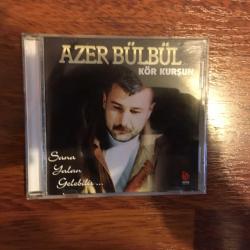 AZER BÜLBÜL
KÖR KURŞUN
Sana
Yalan
Gelebilir...